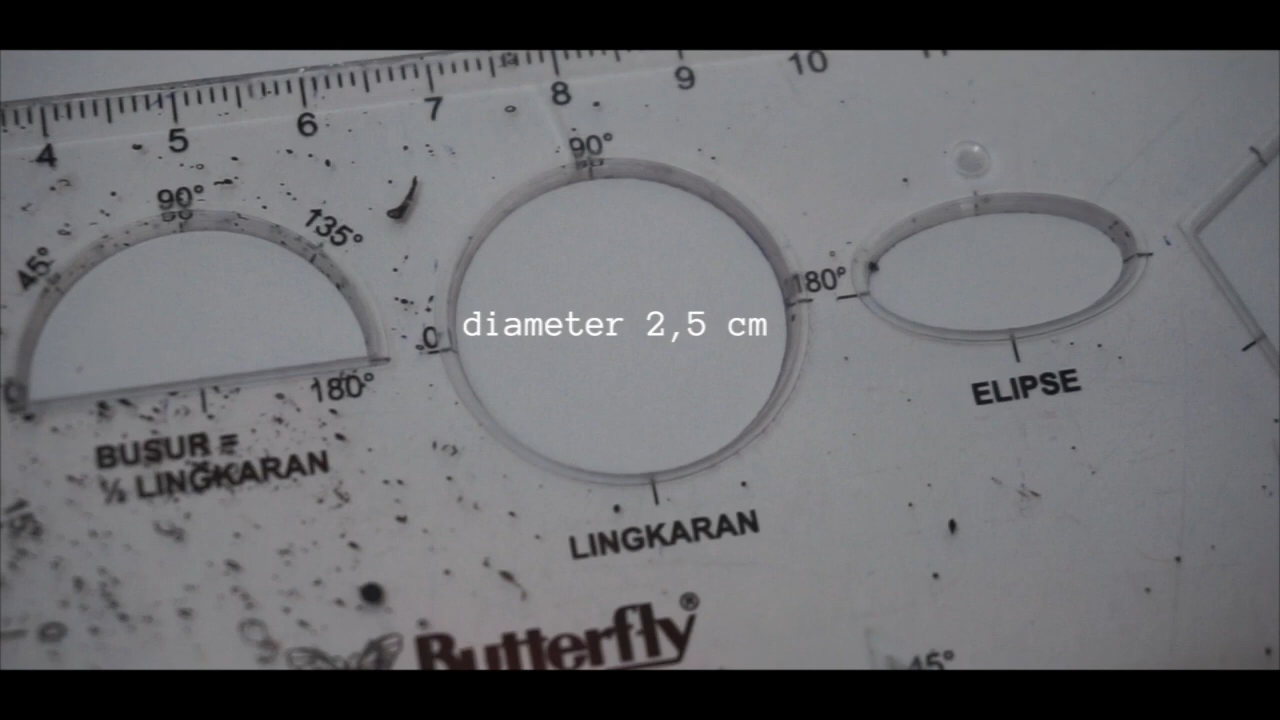 4 5 6 7 8 9 10
90°
45°
135°
0
180°
BUSUR =
½ LINGKARAN
90°
0
180°
diameter 2,5 cm
LINGKARAN
ELIPSE
Butterfly®
45°